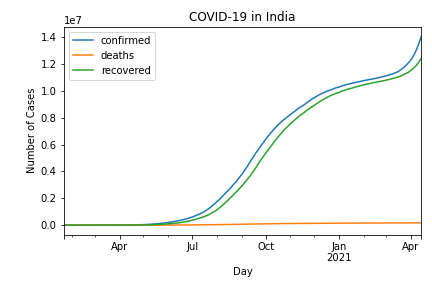 COVID-19 in India
1e7
confirmed
deaths
recovered
Number of Cases
1.4
1.2
1.0
0.8
0.6
0.4
0.2
0.0
Apr
Jul
Oct
Jan
2021
Apr
Day